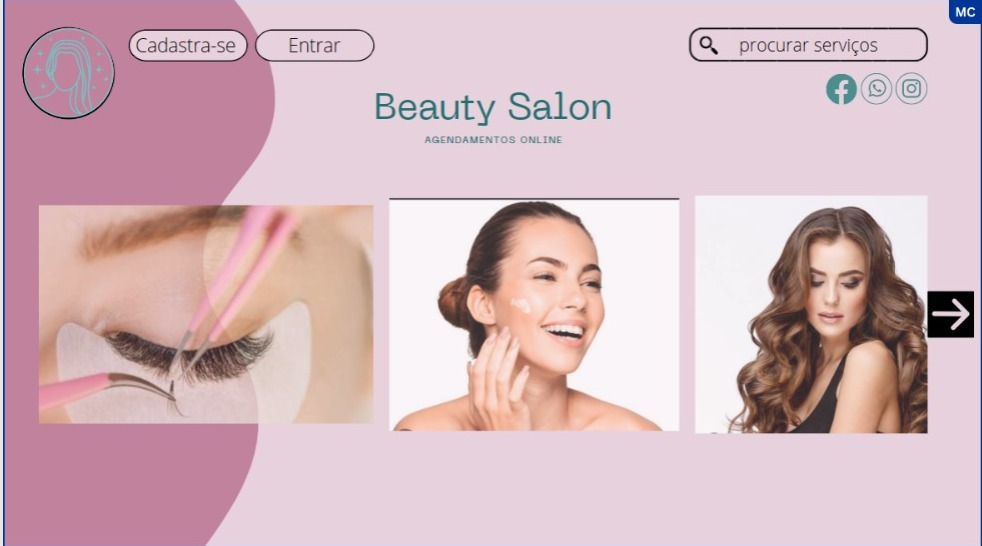 MC
Cadastra-se
Entrar
procurar serviços
Beauty Salon
AGENDAMENTOS ONLINE